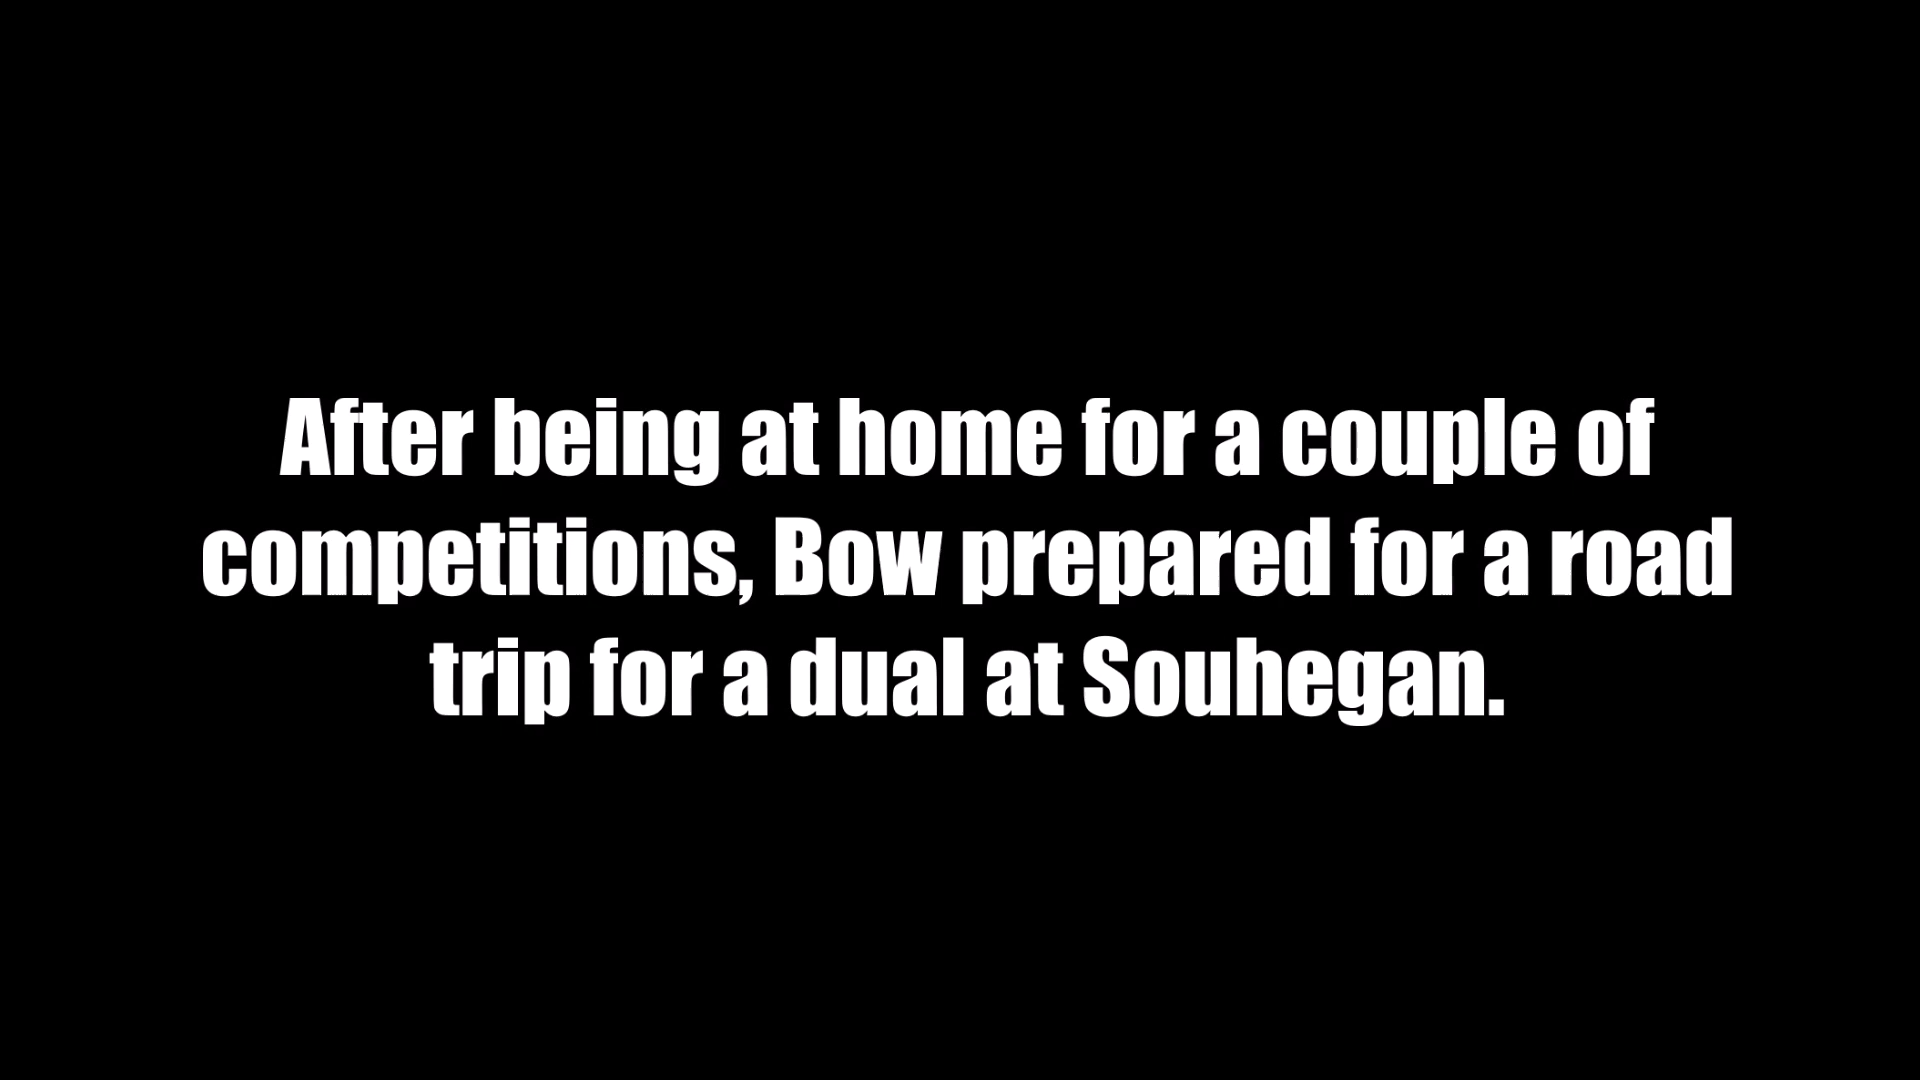 After being at home for a couple of
competitions, Bow prepared for a road
trip for a dual at Souhegan.